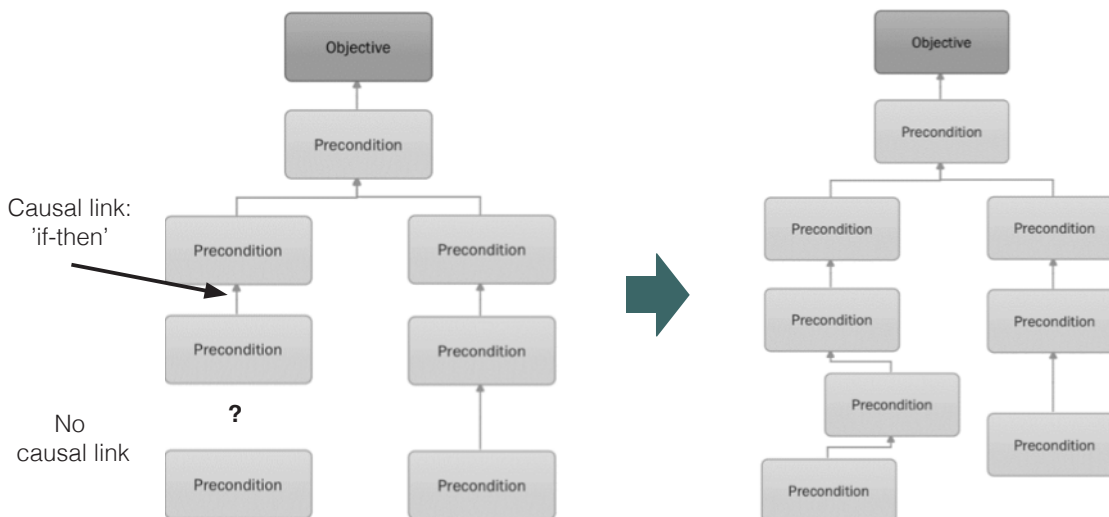 Objective
Precondition
Causal link:
'if-then'
Precondition
Precondition
Precondition
Precondition
?
No
causal link
Precondition
Precondition
Objective
Precondition
Precondition
Precondition
Precondition
Precondition
Precondition
Precondition
Precondition